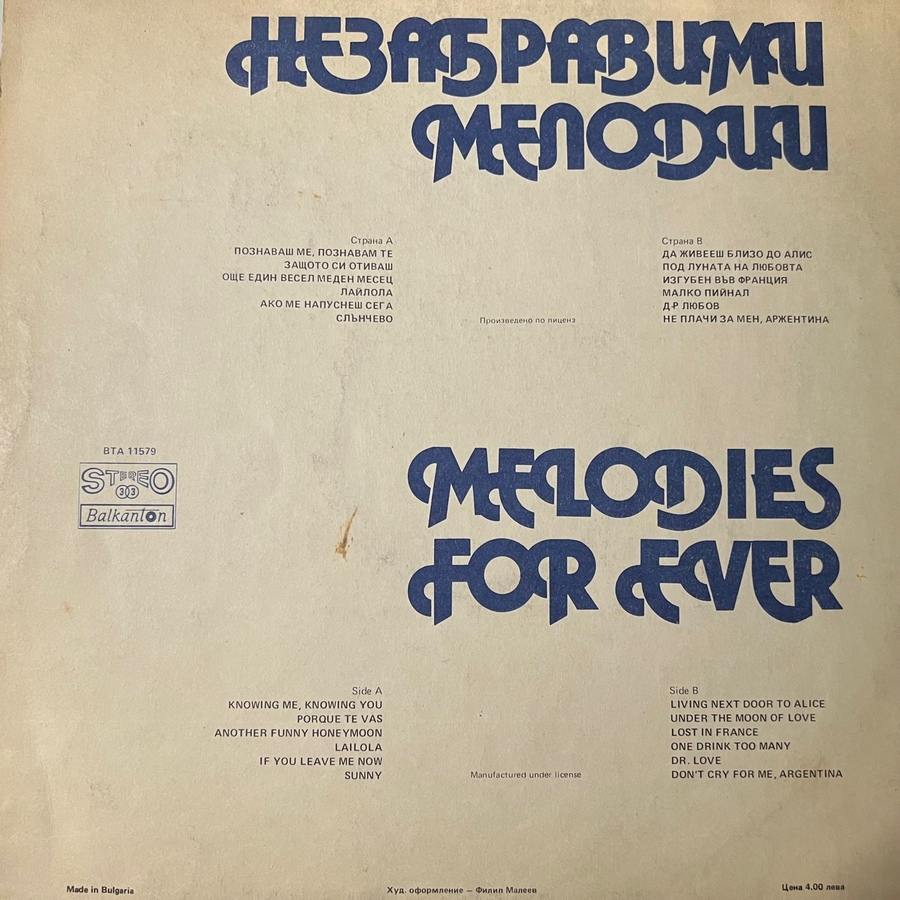 НЕЗАБРАВИМИ
МЕЛОДИИ
Страна А
ПОЗНАВАШ МЕ, ПОЗНАВАМ ТЕ
ЗАЩОТО СИ ОТИВАШ
ОЩЕ ЕДИН ВЕСЕЛ МЕДЕН МЕСЕЦ
ЛАЙЛОЛА
АКО МЕ НАПУСНЕШ СЕГА
СЛЪНЧЕВО
Произведено по лиценз
Страна В
ДА ЖИВЕЕШ БЛИЗО ДО АЛИС
ПОД ЛУНАТА НА ЛЮБОВТА
ИЗГУБЕН ВЪВ ФРАНЦИЯ
МАЛКО ПИЙНАЛ
Д-Р ЛЮБОВ
НЕ ПЛАЧИ ЗА МЕН, АРЖЕНТИНА
ВТА 11579
STEREO
33
Balkanton
MELODIES
FOR EVER
Side A
KNOWING ME, KNOWING YOU
PORQUE TE VAS
ANOTHER FUNNY HONEYMOON
LAILOLA
IF YOU LEAVE ME NOW
SUNNY
Manufactured under license
Side B
LIVING NEXT DOOR TO ALICE
UNDER THE MOON OF LOVE
LOST IN FRANCE
ONE DRINK TOO MANY
DR. LOVE
DON'T CRY FOR ME, ARGENTINA
Made in Bulgaria
Худ. оформление — Филип Малеев
Цена 4.00 лева